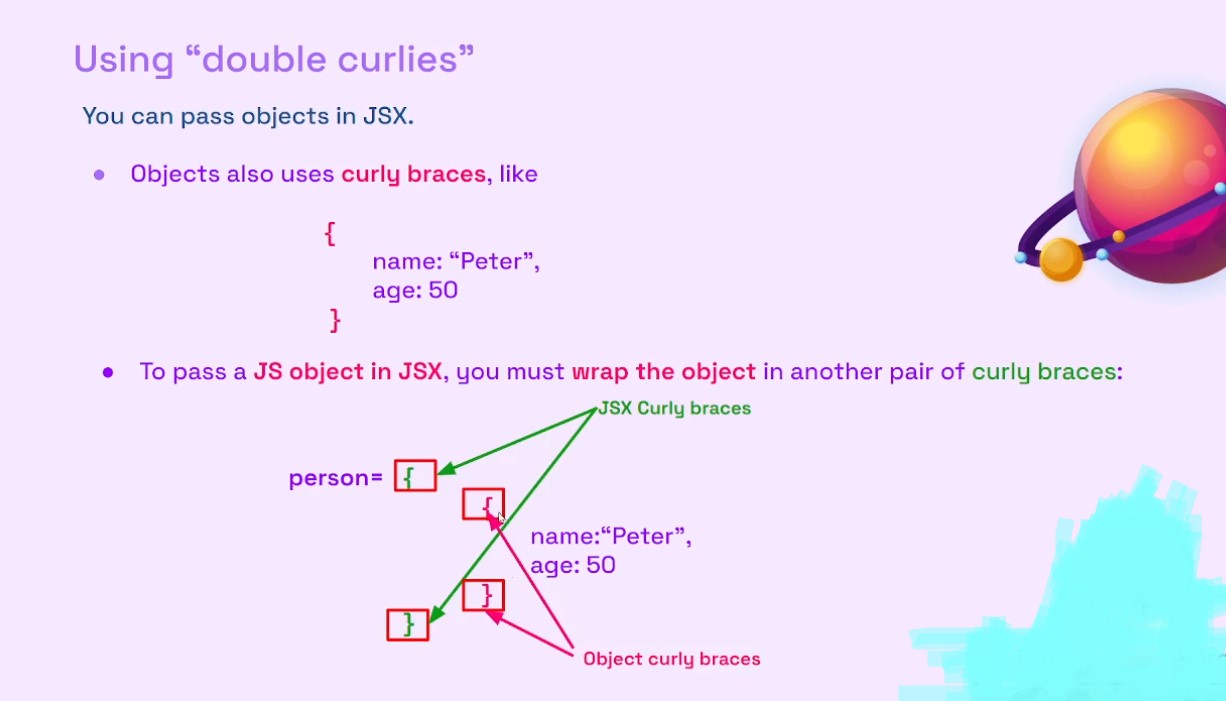 Using “double curlies”
You can pass objects in JSX.
● Objects also uses curly braces, like
{
name: “Peter”,
age: 50
}
● To pass a JS object in JSX, you must wrap the object in another pair of curly braces:
JSX Curly braces
person= {
{
name:“Peter”,
age: 50
}
}
Object curly braces